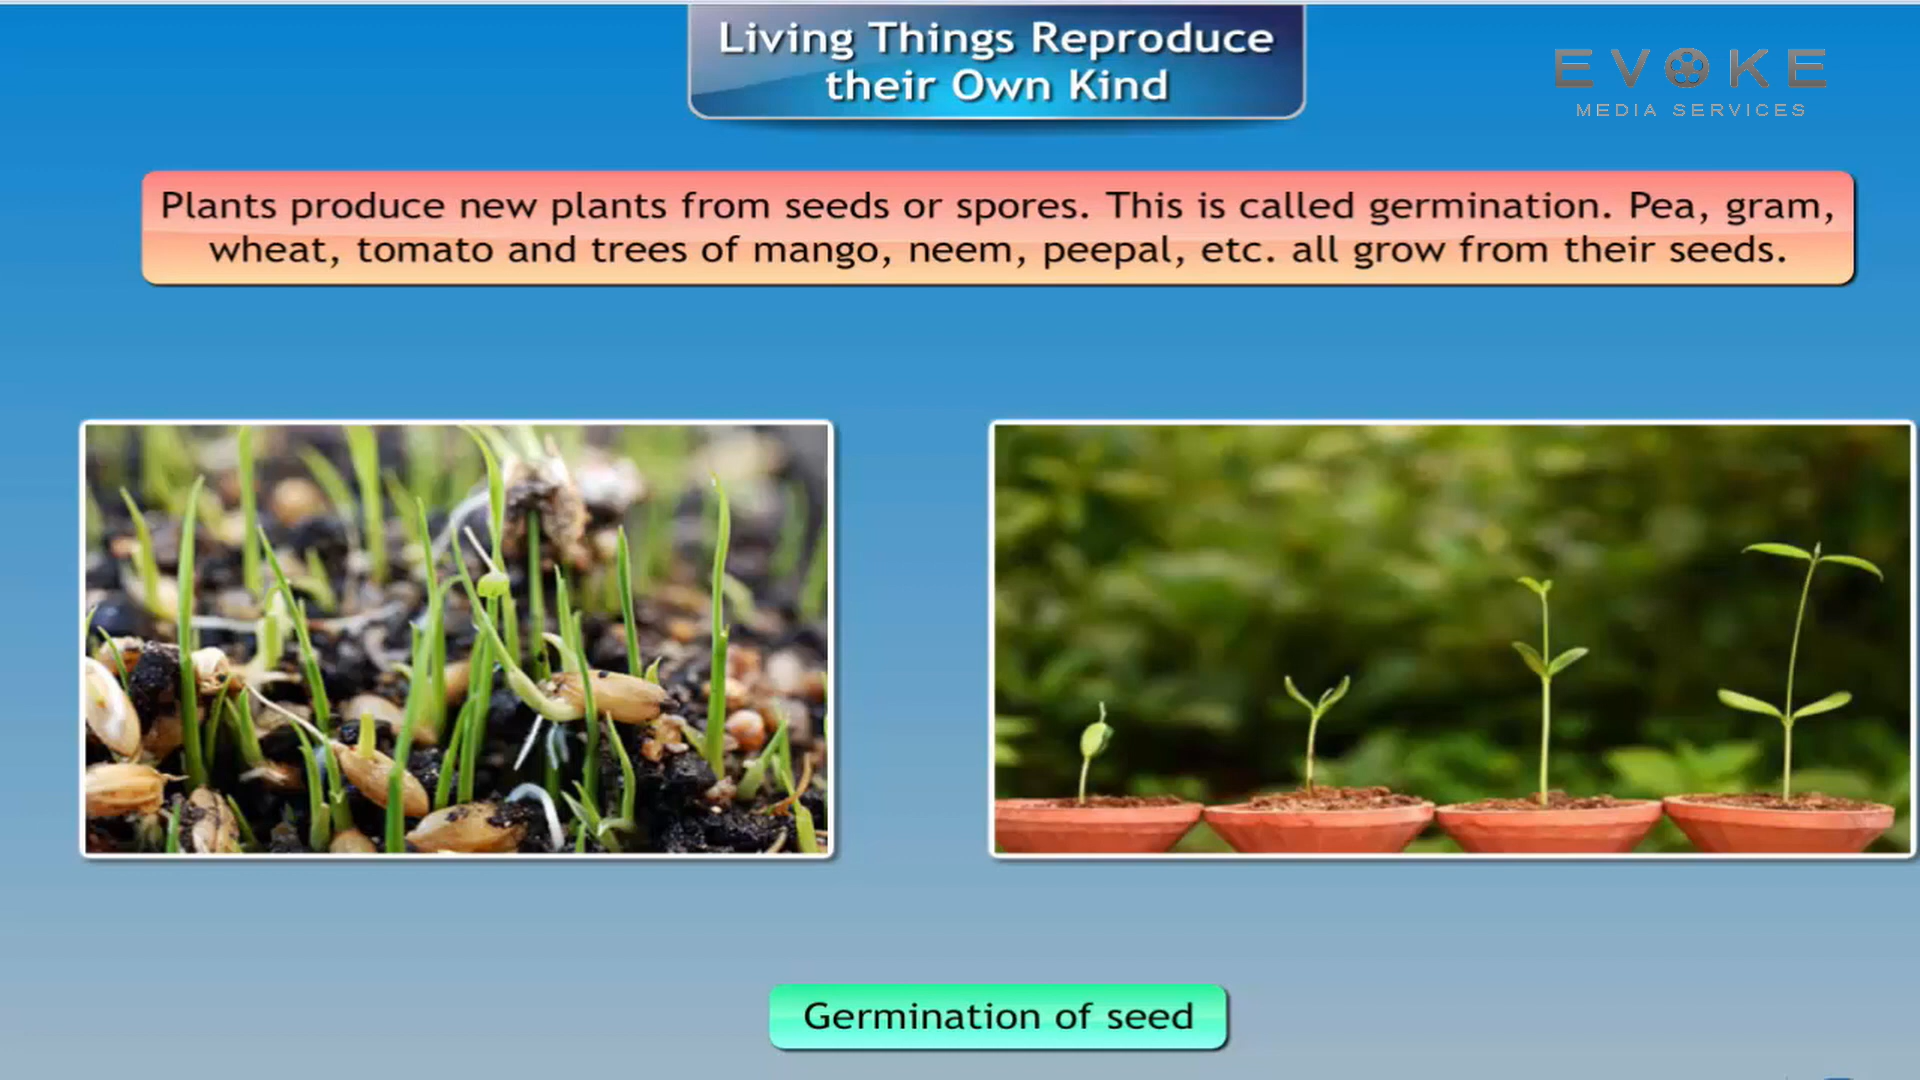 Living Things Reproduce
their Own Kind
EVOKE
MEDIA SERVICES
Plants produce new plants from seeds or spores. This is called germination. Pea, gram,
wheat, tomato and trees of mango, neem, peepal, etc. all grow from their seeds.
Germination of seed